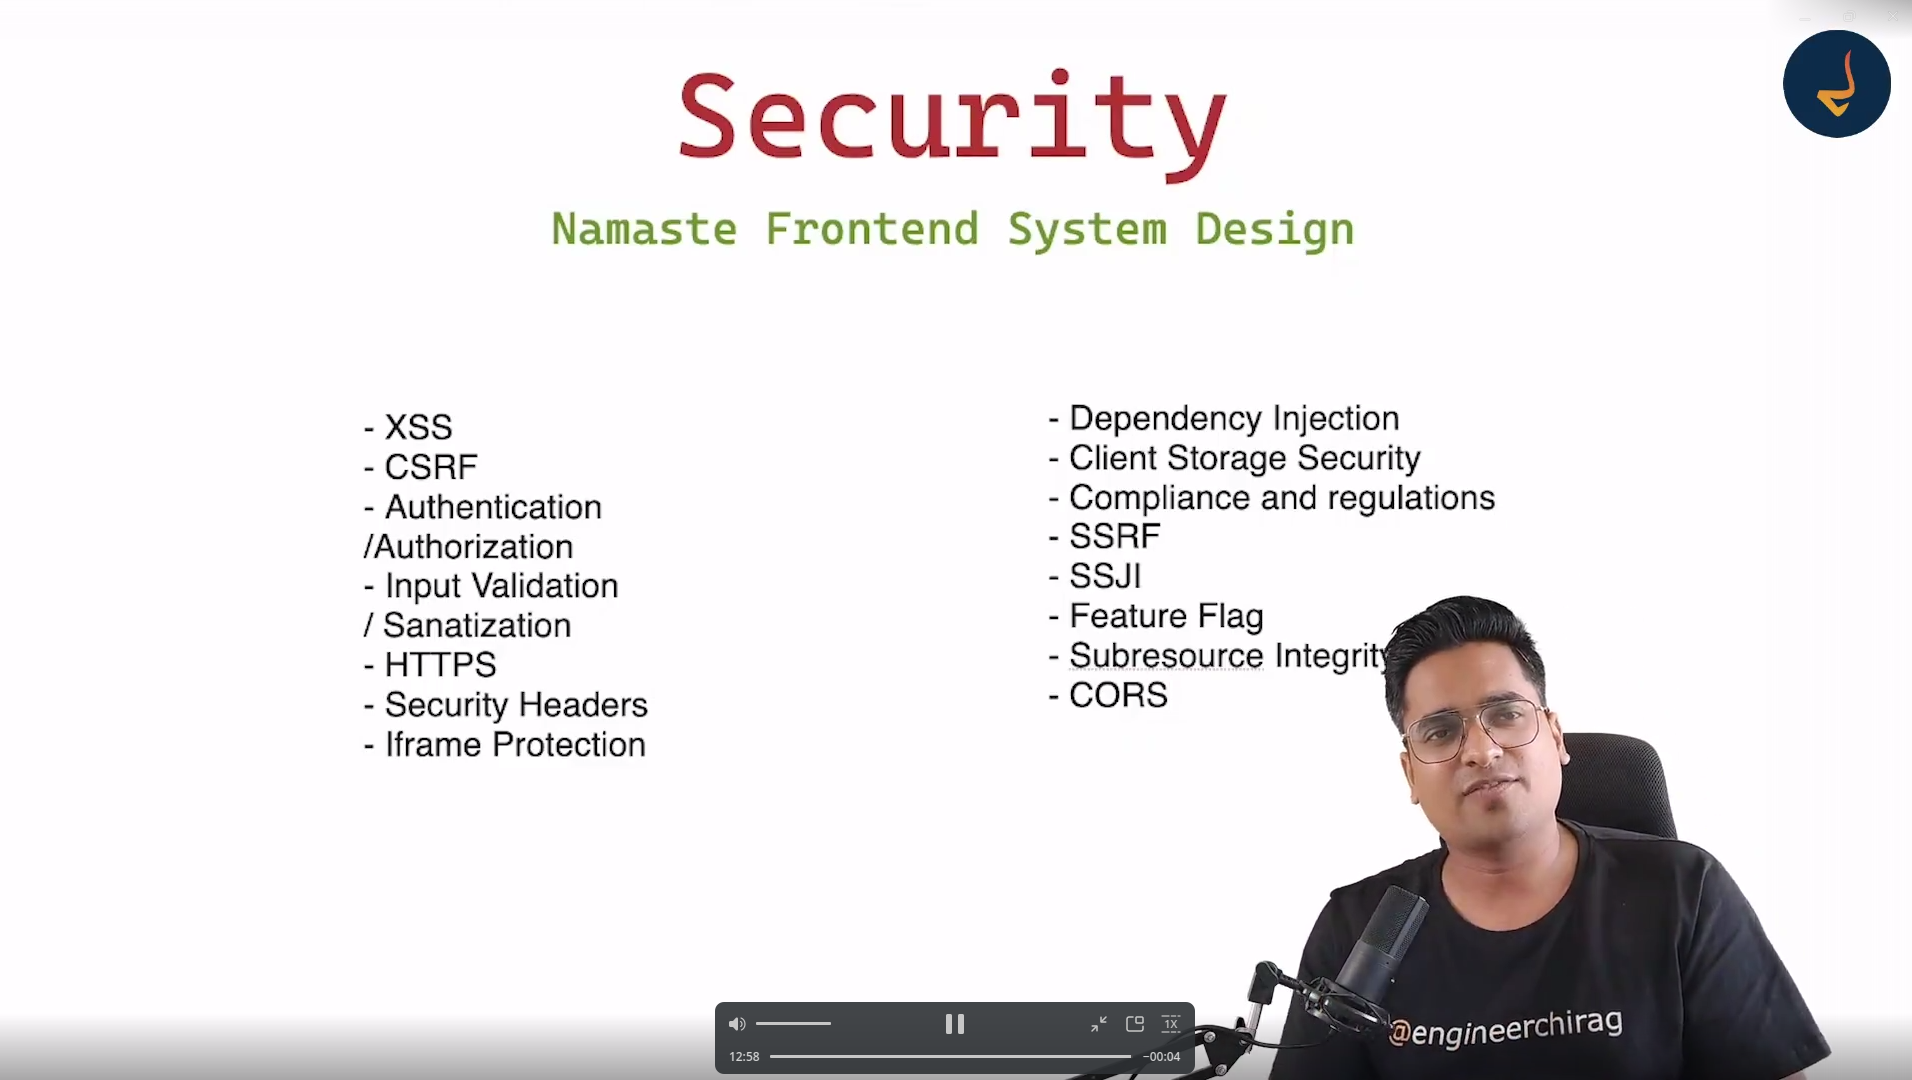 Security
Namaste Frontend System Design
- XSS
- CSRF
- Authentication
/Authorization
- Input Validation
/ Sanatization
- HTTPS
- Security Headers
- Iframe Protection
- Dependency Injection
- Client Storage Security
- Compliance and regulations
- SSRF
- SSJI
- Feature Flag
- Subresource Integrity
- CORS
@engineerchirag
1X
12:58
−00:04